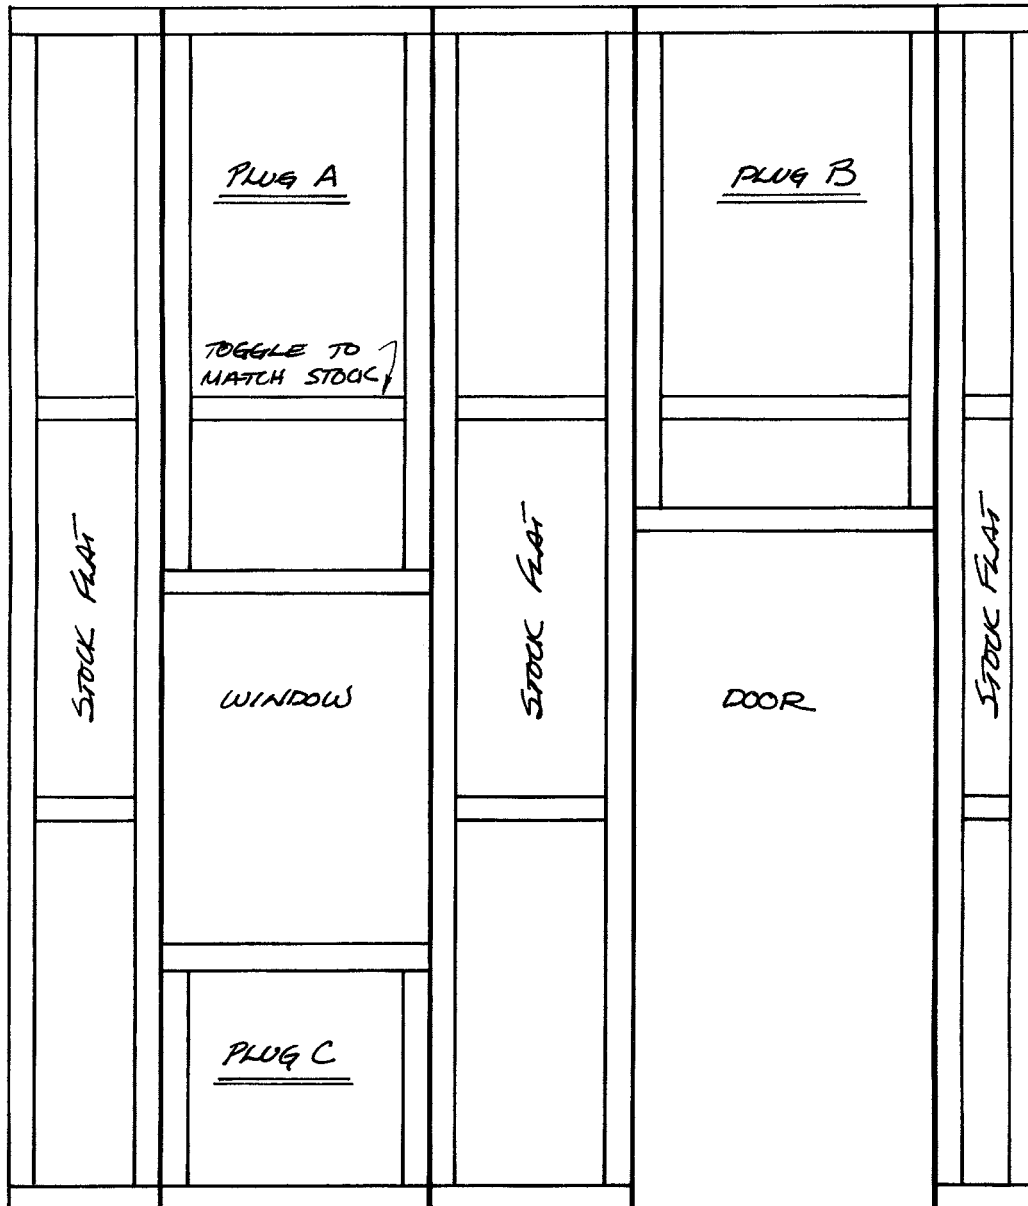 PLUG A
PLUG B
TOGGLE TO
MATCH STOCK
STOCK FLAT
STOCK FLAT
STOCK FLAT
WINDOW
DOOR
PLUG C